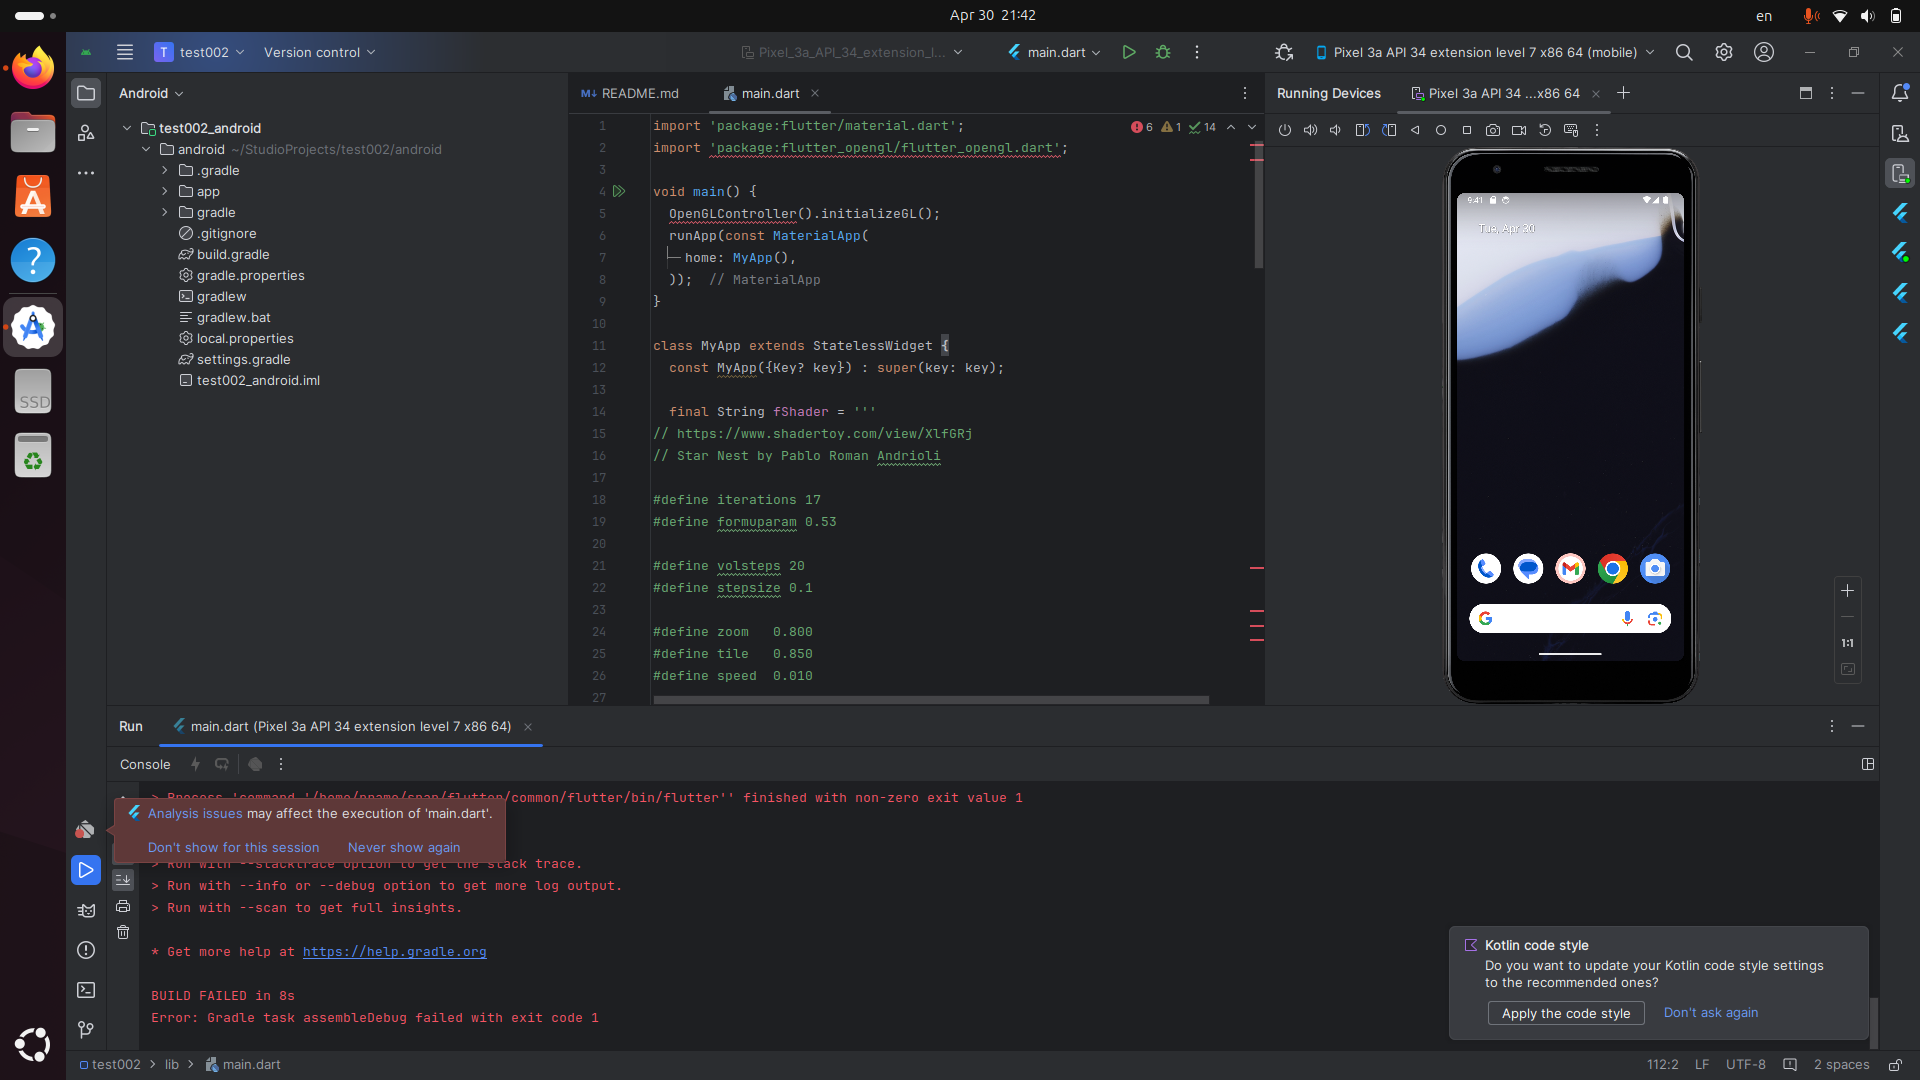 Apr 30 21:42
en
T test002
Version control
Pixel_3a_API_34_extension_l...
main.dart
Pixel 3a API 34 extension level 7 x86 64 (mobile)
Android
M↓ README.md
main.dart
Running Devices
Pixel 3a API 34 ...x86 64
test002_android
android ~/StudioProjects/test002/android
.gradle
app
gradle
.gitignore
build.gradle
gradle.properties
gradlew
gradlew.bat
local.properties
settings.gradle
test002_android.iml
SSD
6 1 14
1 import 'package:flutter/material.dart';
2 import 'package:flutter_opengl/flutter_opengl.dart';
3
4 void main() {
5 OpenGLController().initializeGL();
6 runApp(const MaterialApp(
7 home: MyApp(),
8 )); // MaterialApp
9 }
10
11 class MyApp extends StatelessWidget {
12 const MyApp({Key? key}) : super(key: key);
13
14 final String fShader = '''
15 // https://www.shadertoy.com/view/XlfGRj
16 // Star Nest by Pablo Roman Andrioli
17
18 #define iterations 17
19 #define formuparam 0.53
20
21 #define volsteps 20
22 #define stepsize 0.1
23
24 #define zoom 0.800
25 #define tile 0.850
26 #define speed 0.010
27
9:41
Tue, Apr 20
1:1
Run
main.dart (Pixel 3a API 34 extension level 7 x86 64)
Console
> Process 'command '/home/pname/snap/flutter/common/flutter/bin/flutter'' finished with non-zero exit value 1
Analysis issues may affect the execution of 'main.dart'.
Don't show for this session
Never show again
> Run with --stacktrace option to get the stack trace.
> Run with --info or --debug option to get more log output.
> Run with --scan to get full insights.
* Get more help at https://help.gradle.org
BUILD FAILED in 8s
Error: Gradle task assembleDebug failed with exit code 1
Kotlin code style
Do you want to update your Kotlin code style settings
to the recommended ones?
Apply the code style
Don't ask again
test002 > lib > main.dart
112:2
LF
UTF-8
2 spaces